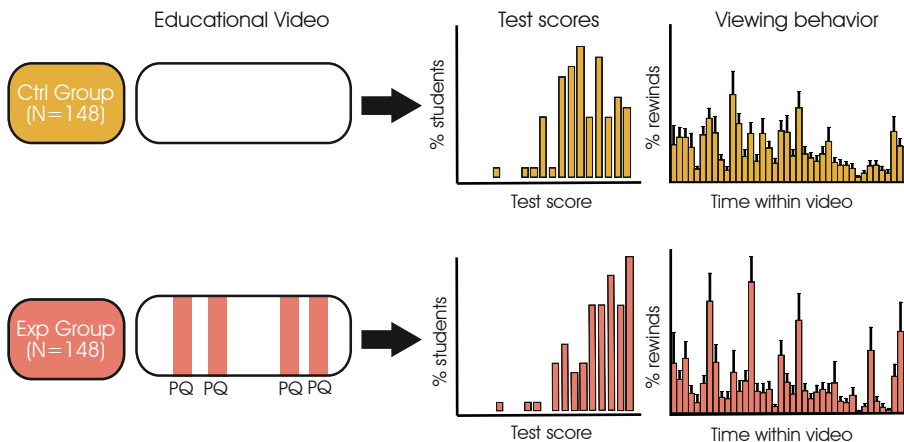 Educational Video
Test scores
Viewing behavior
Ctrl Group
(N=148)
% students
Test score
% rewinds
Time within video
Exp Group
(N=148)
PQ PQ PQ PQ
% students
Test score
% rewinds
Time within video